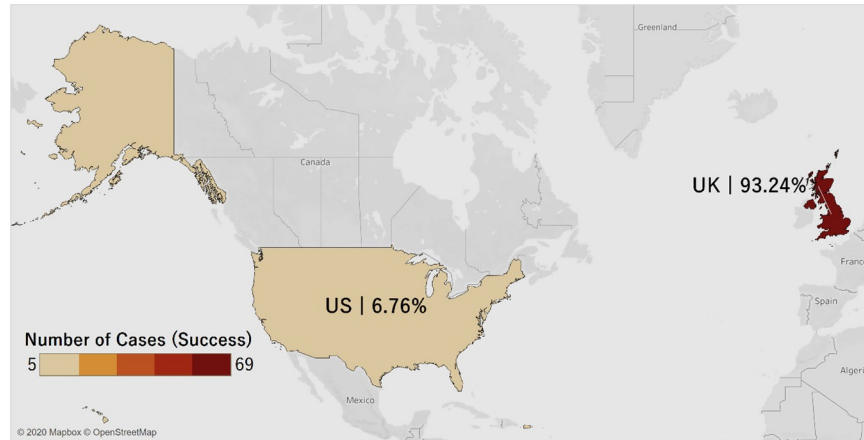 Greenland
Canada
UK | 93.24%
France
US | 6.76%
Spain
Number of Cases (Success)
5 69
Algeri
Mexico
© 2020 Mapbox © OpenStreetMap